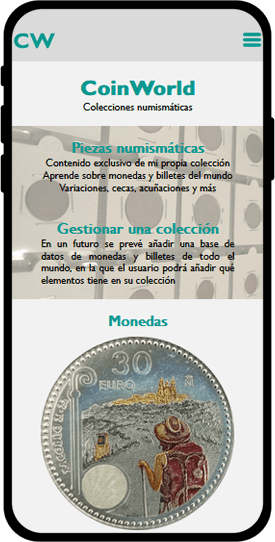 CW
CoinWorld
Colecciones numismáticas
Piezas numismáticas
Contenido exclusivo de mi propia colección
Aprende sobre monedas y billetes del mundo
Variaciones, cecas, acuñaciones y más
Gestionar una colección
En un futuro se prevé añadir una base de
datos de monedas y billetes de todo el
mundo, en la que el usuario podrá añadir qué
elementos tiene en su colección
Monedas
30
EURO